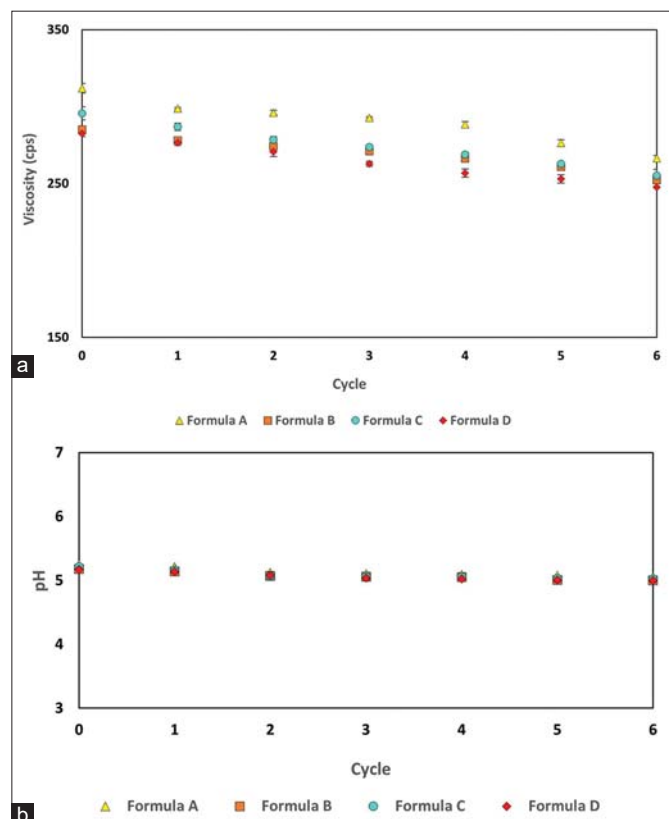 350
250
150
Viscosity (cps)
0 1 2 3 4 5 6
Cycle
a
Formula A Formula B Formula C Formula D
7
6
5
4
3
pH
0 1 2 3 4 5 6
Cycle
b
Formula A Formula B Formula C Formula D